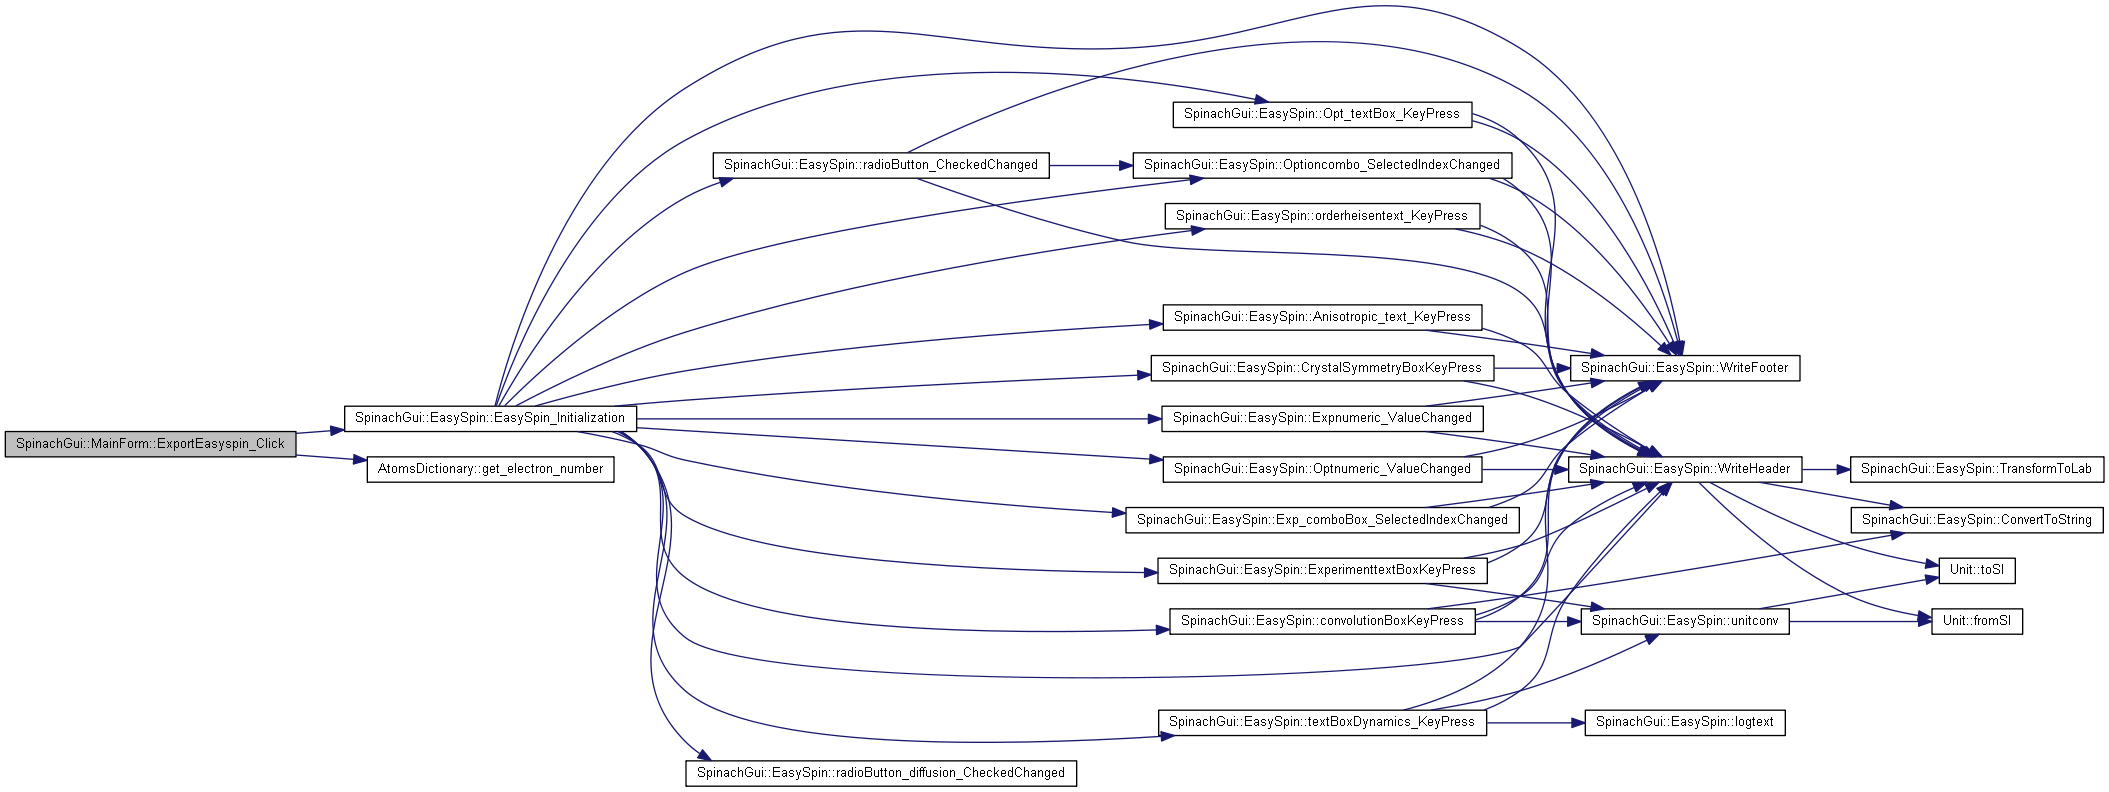 SpinachGui::MainForm::ExportEasyspin_Click
SpinachGui::EasySpin::EasySpin_Initialization
AtomsDictionary::get_electron_number
SpinachGui::EasySpin::radioButton_CheckedChanged
SpinachGui::EasySpin::radioButton_diffusion_CheckedChanged
SpinachGui::EasySpin::Opt_textBox_KeyPress
SpinachGui::EasySpin::Optioncombo_SelectedIndexChanged
SpinachGui::EasySpin::orderheisentext_KeyPress
SpinachGui::EasySpin::Anisotropic_text_KeyPress
SpinachGui::EasySpin::CrystalSymmetryBoxKeyPress
SpinachGui::EasySpin::Expnumeric_ValueChanged
SpinachGui::EasySpin::Optnumeric_ValueChanged
SpinachGui::EasySpin::Exp_comboBox_SelectedIndexChanged
SpinachGui::EasySpin::ExperimenttextBoxKeyPress
SpinachGui::EasySpin::convolutionBoxKeyPress
SpinachGui::EasySpin::textBoxDynamics_KeyPress
SpinachGui::EasySpin::WriteFooter
SpinachGui::EasySpin::WriteHeader
SpinachGui::EasySpin::unitconv
SpinachGui::EasySpin::logtext
SpinachGui::EasySpin::TransformToLab
SpinachGui::EasySpin::ConvertToString
Unit::toSI
Unit::fromSI